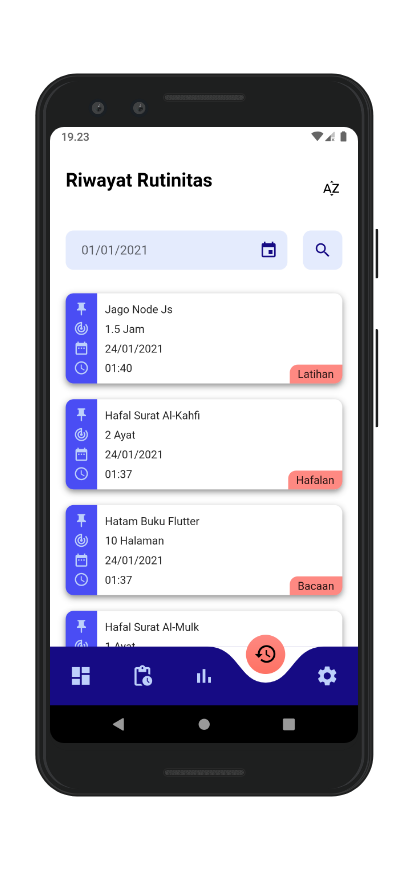 19.23
Riwayat Rutinitas
AZ
01/01/2021
Jago Node Js
1.5 Jam
24/01/2021
01:40
Latihan
Hafal Surat Al-Kahfi
2 Ayat
24/01/2021
01:37
Hafalan
Hatam Buku Flutter
10 Halaman
24/01/2021
01:37
Bacaan
Hafal Surat Al-Mulk
1 Ayat